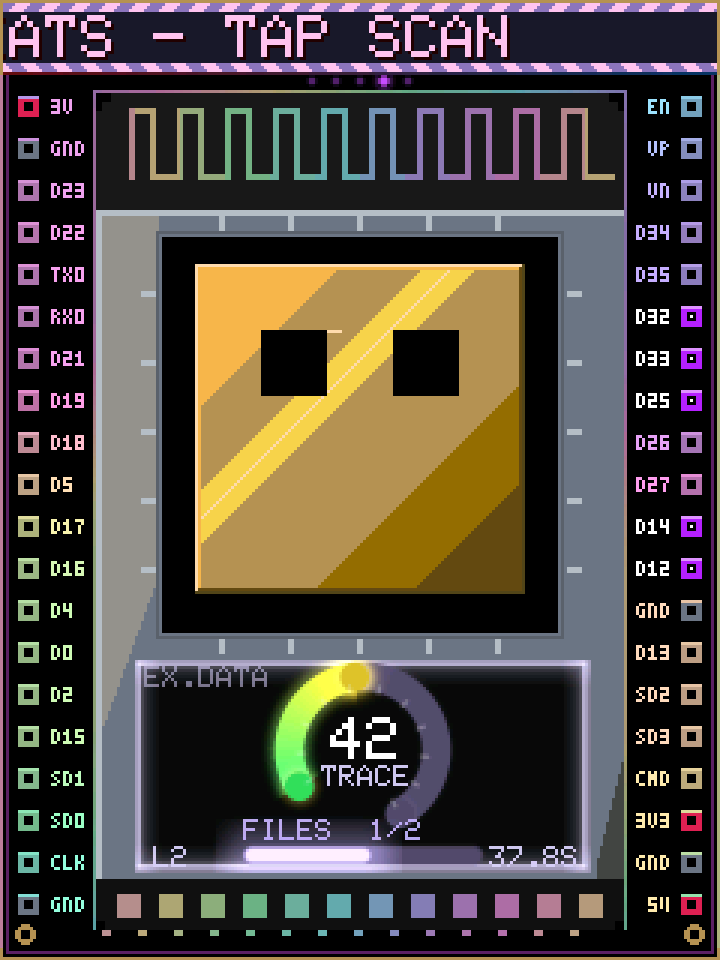 ATS - TAP SCAN
3V EN
GND VP
D23 VN
D22 D34
TX0 D35
RX0 D32
D21 D33
D19 D25
D18 D26
D5 D27
D17 D14
D16 D12
D4 GND
D0 D13
D2 SD2
D15 SD3
SD1 CMD
SD0 3V3
CLK GND
GND 5V
EX.DATA
42
TRACE
FILES 1/2
L2 37.8S